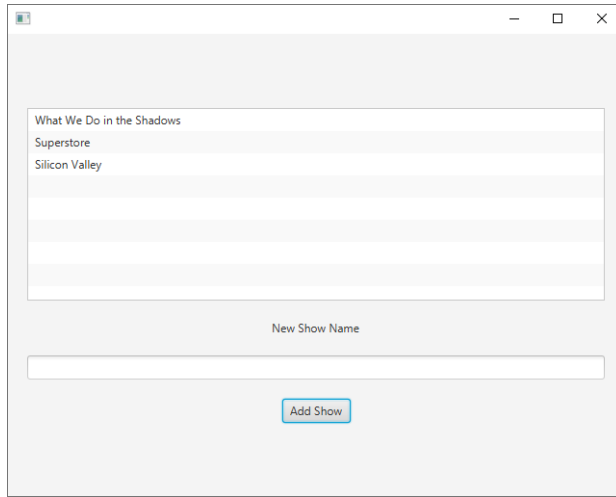 What We Do in the Shadows
Superstore
Silicon Valley
New Show Name
Add Show